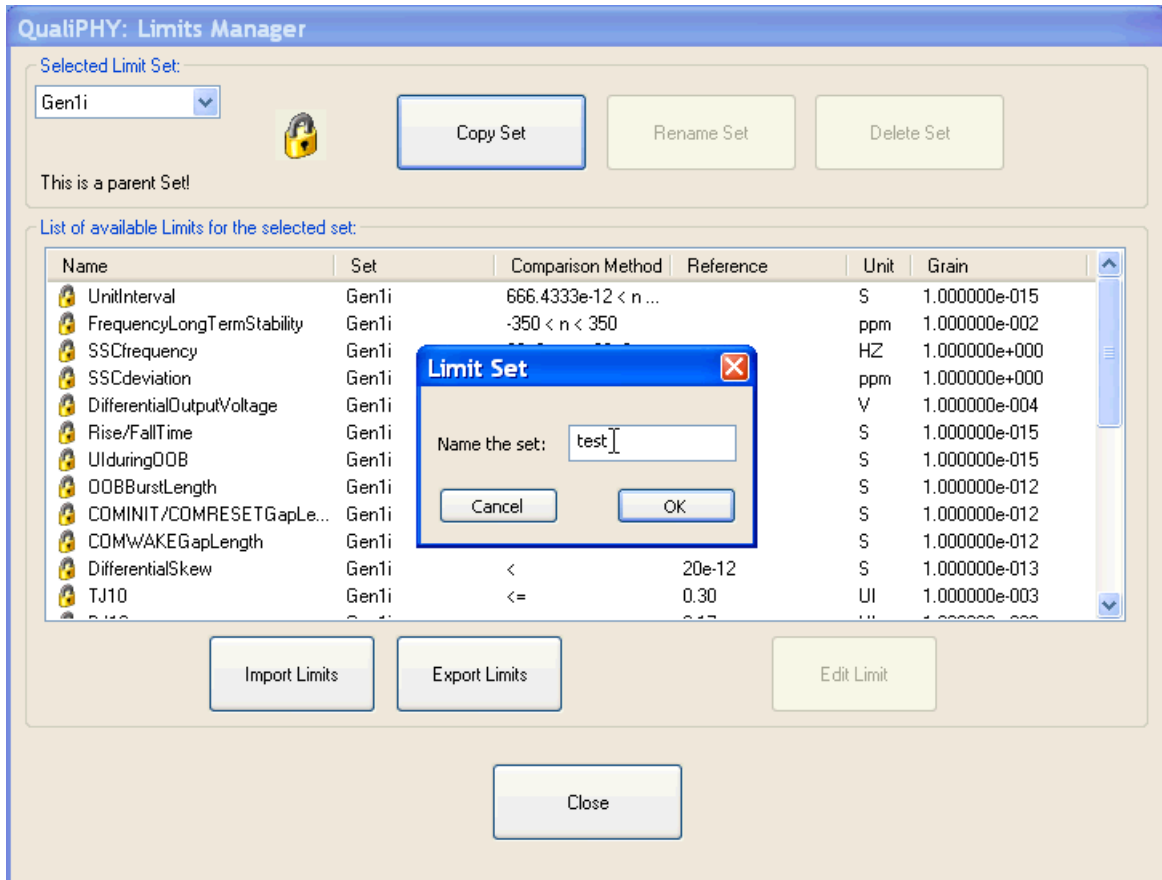 QualiPHY: Limits Manager
Selected Limit Set:
Gen1i
Copy Set Rename Set Delete Set
This is a parent Set!
List of available Limits for the selected set:
Name Set Comparison Method Reference Unit Grain
UnitInterval Gen1i 666.4333e-12 < n ... S 1.000000e-015
FrequencyLongTermStability Gen1i -350 < n < 350 ppm 1.000000e-002
SSCfrequency Gen1i HZ 1.000000e+000
SSCdeviation Gen1i ppm 1.000000e+000
DifferentialOutputVoltage Gen1i V 1.000000e-004
Rise/FallTime Gen1i S 1.000000e-015
UIduringOOB Gen1i S 1.000000e-015
OOBBurstLength Gen1i S 1.000000e-012
COMINIT/COMRESETGapLe... Gen1i S 1.000000e-012
COMWAKEGapLength Gen1i S 1.000000e-012
DifferentialSkew Gen1i < 20e-12 S 1.000000e-013
TJ10 Gen1i <= 0.30 UI 1.000000e-003
Limit Set
Name the set: test
Cancel OK
Import Limits Export Limits Edit Limit
Close